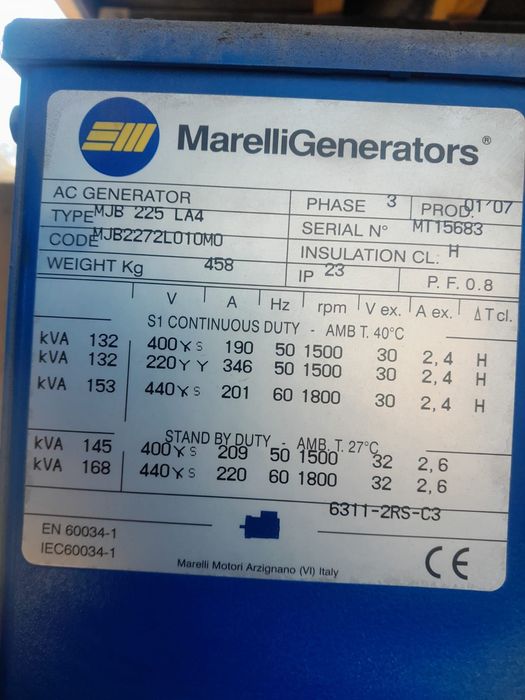 MarelliGenerators®
AC GENERATOR PHASE 3 PROD. 01'07
TYPE MJB 225 LA4 SERIAL N° MT15683
CODE MJB2272L010M0 INSULATION CL: H
WEIGHT Kg 458 IP 23 P. F. 0.8
V A Hz rpm V ex. A ex. Δ T cl.
S1 CONTINUOUS DUTY - AMB T. 40°C
kVA 132 400 Y S 190 50 1500 30 2,4 H
kVA 132 220 Y Y 346 50 1500 30 2,4 H
kVA 153 440 Y S 201 60 1800 30 2,4 H
STAND BY DUTY - AMB. T. 27°C
kVA 145 400 Y S 209 50 1500 32 2,6
kVA 168 440 Y S 220 60 1800 32 2,6
6311-2RS-C3
EN 60034-1
IEC60034-1
Marelli Motori Arzignano (VI) Italy
CE